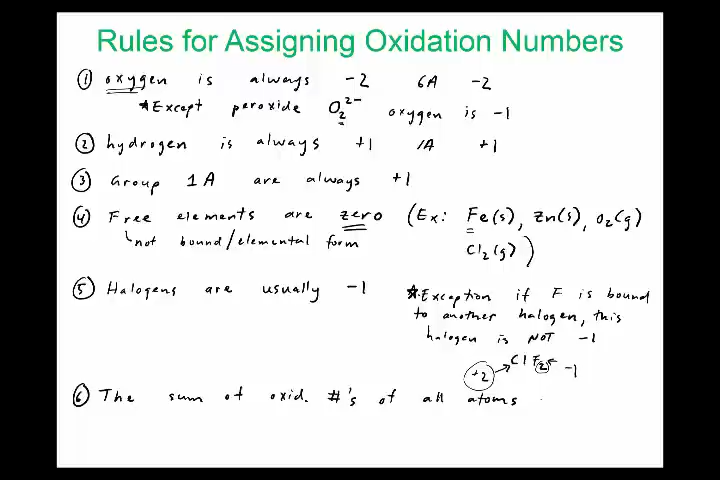 Rules for Assigning Oxidation Numbers
① oxygen is always -2 6A -2
*Except peroxide O₂²⁻ oxygen is -1
② hydrogen is always +1 1A +1
③ Group 1A are always +1
④ Free elements are zero (Ex: Fe(s), Zn(s), O₂(g)
not bound/elemental form Cl₂(g))
⑤ Halogens are usually -1 *Exception if F is bound
to another halogen, this
halogen is NOT -1
+2 ClF₂ -1
⑥ The sum of oxid. #'s of all atoms